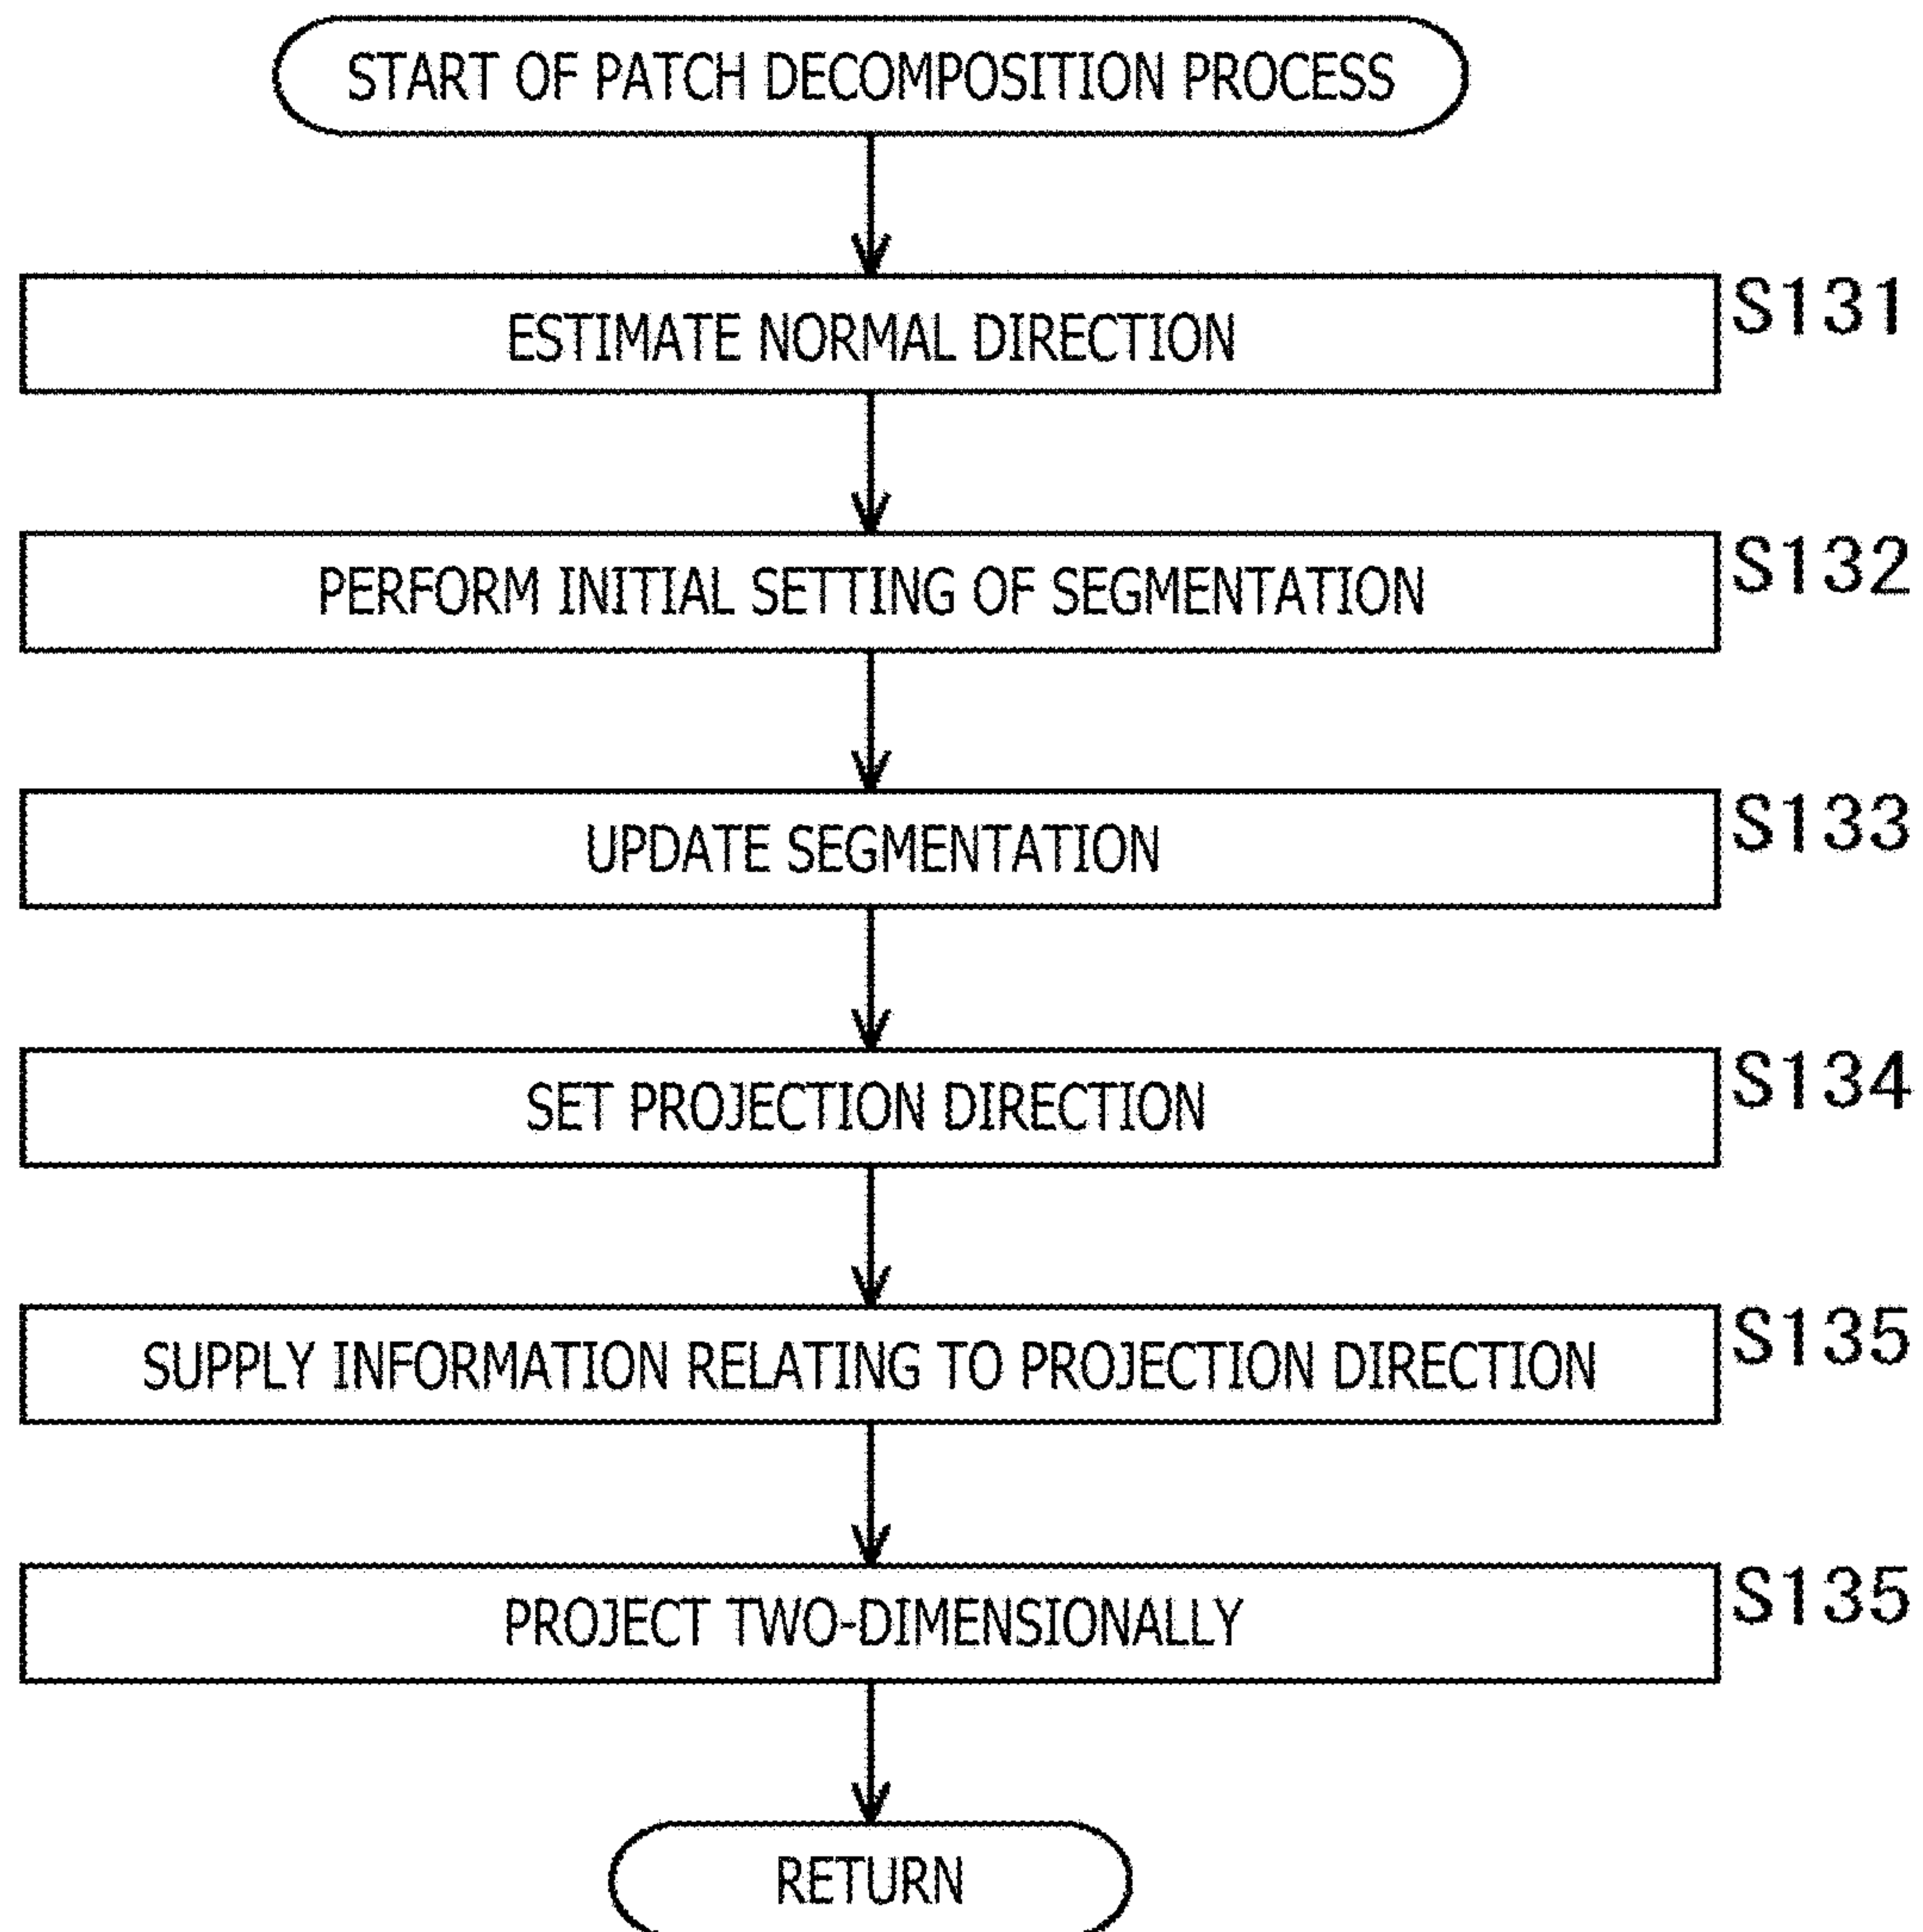 START OF PATCH DECOMPOSITION PROCESS
S131
ESTIMATE NORMAL DIRECTION
S132
PERFORM INITIAL SETTING OF SEGMENTATION
S133
UPDATE SEGMENTATION
S134
SET PROJECTION DIRECTION
S135
SUPPLY INFORMATION RELATING TO PROJECTION DIRECTION
S135
PROJECT TWO-DIMENSIONALLY
RETURN